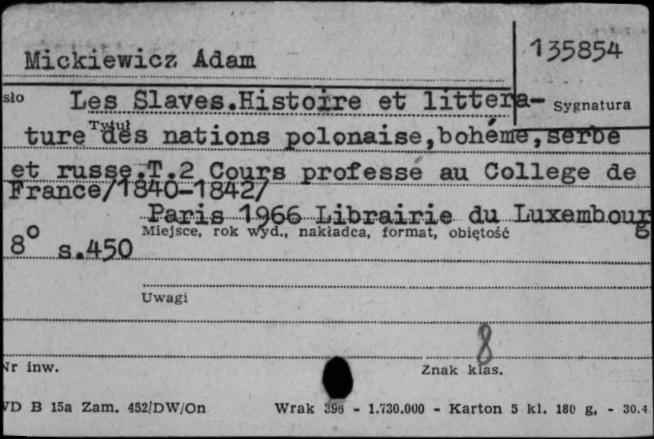 Mickiewicz Adam
135854
sło Les Slaves.Histoire et littera- Sygnatura
Tytuł
ture des nations polonaise,bohéme,serbe
et russe.T.2 Cours professe au College de
France/1840-1842/
Paris 1966 Librairie du Luxembourg
Miejsce, rok wyd., nakładca, format, objętość
8° s.450
Uwagi
8
Nr inw. Znak klas.
WD B 15a Zam. 452/DW/On Wrak 396 - 1.730.000 - Karton 5 kl. 180 g, - 30.4